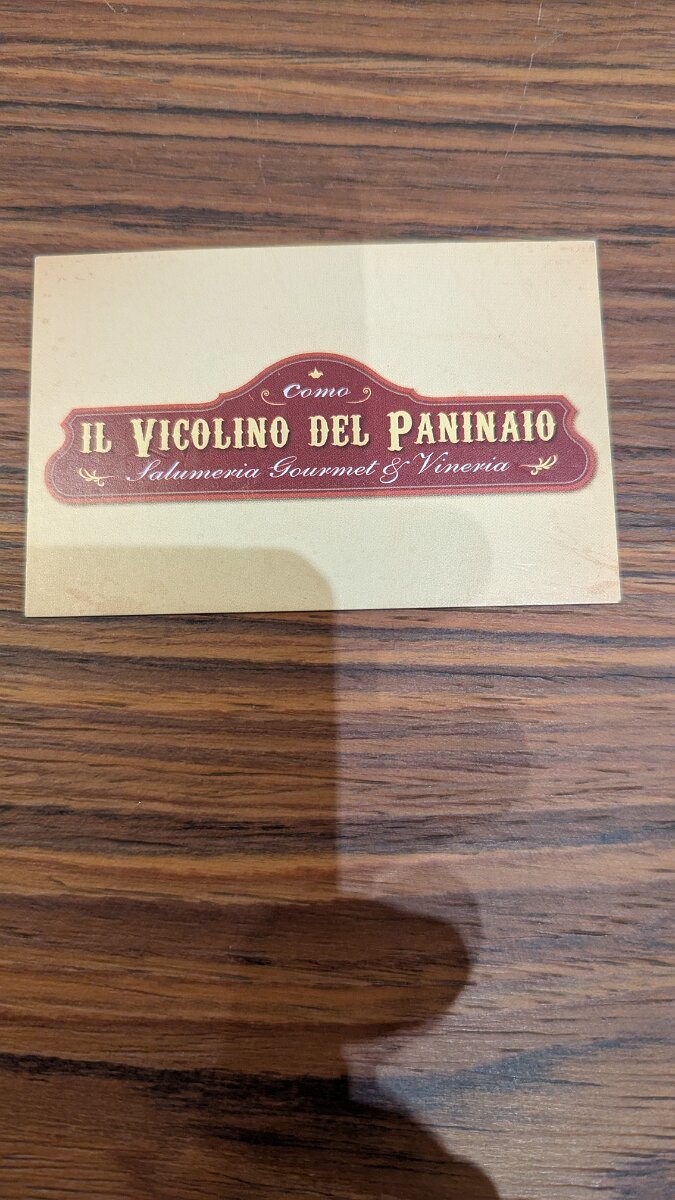 Como
IL VICOLINO DEL PANINAIO
Salumeria Gourmet & Vineria